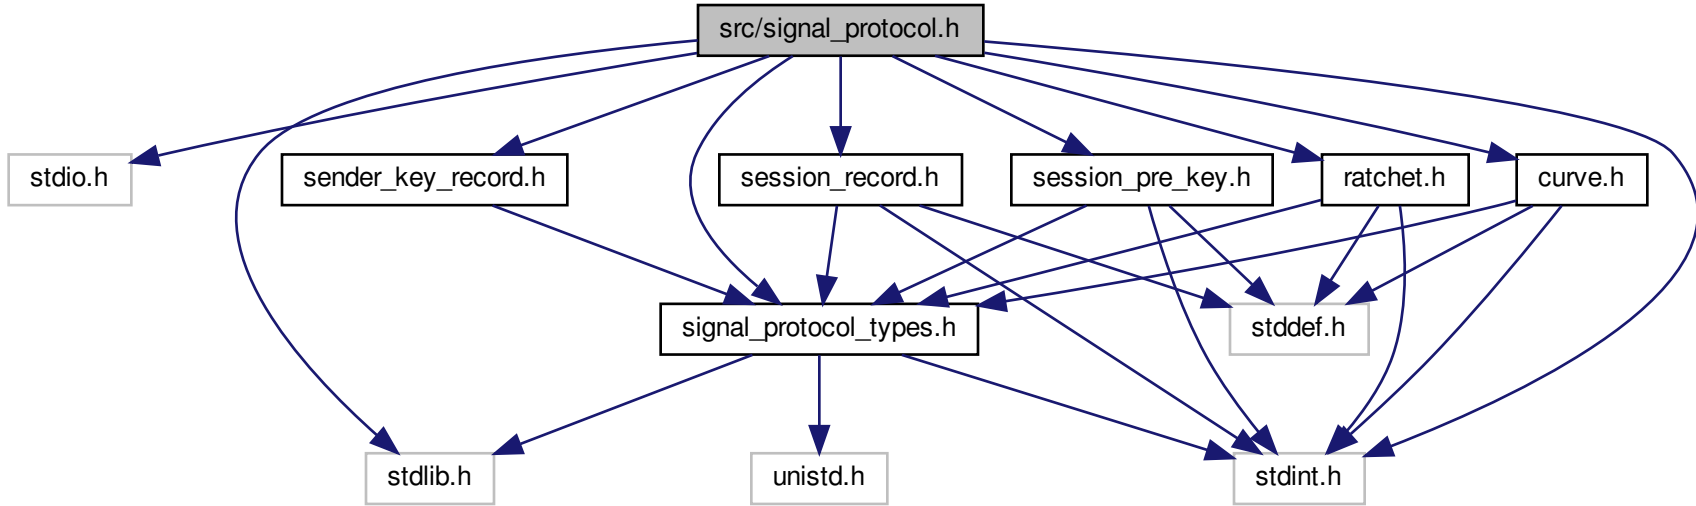 src/signal_protocol.h
stdio.h
sender_key_record.h
session_record.h
session_pre_key.h
ratchet.h
curve.h
signal_protocol_types.h
stddef.h
stdlib.h
unistd.h
stdint.h